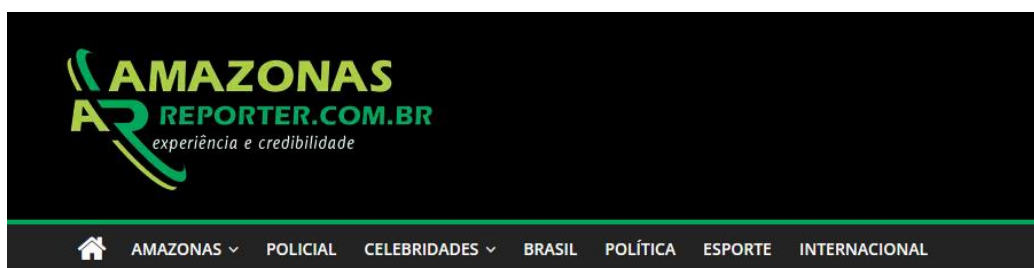 AMAZONAS
AR REPORTER.COM.BR
experiência e credibilidade
AMAZONAS POLICIAL CELEBRIDADES BRASIL POLÍTICA ESPORTE INTERNACIONAL